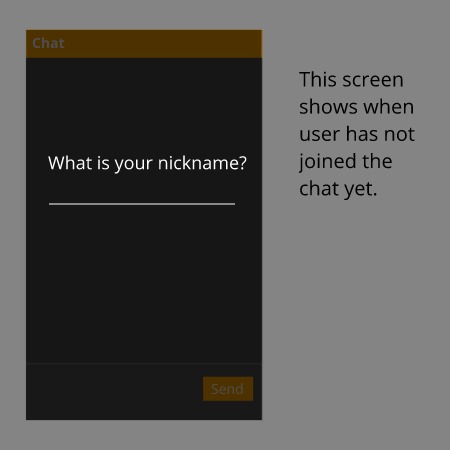 Chat
What is your nickname?
Send
This screen
shows when
user has not
joined the
chat yet.